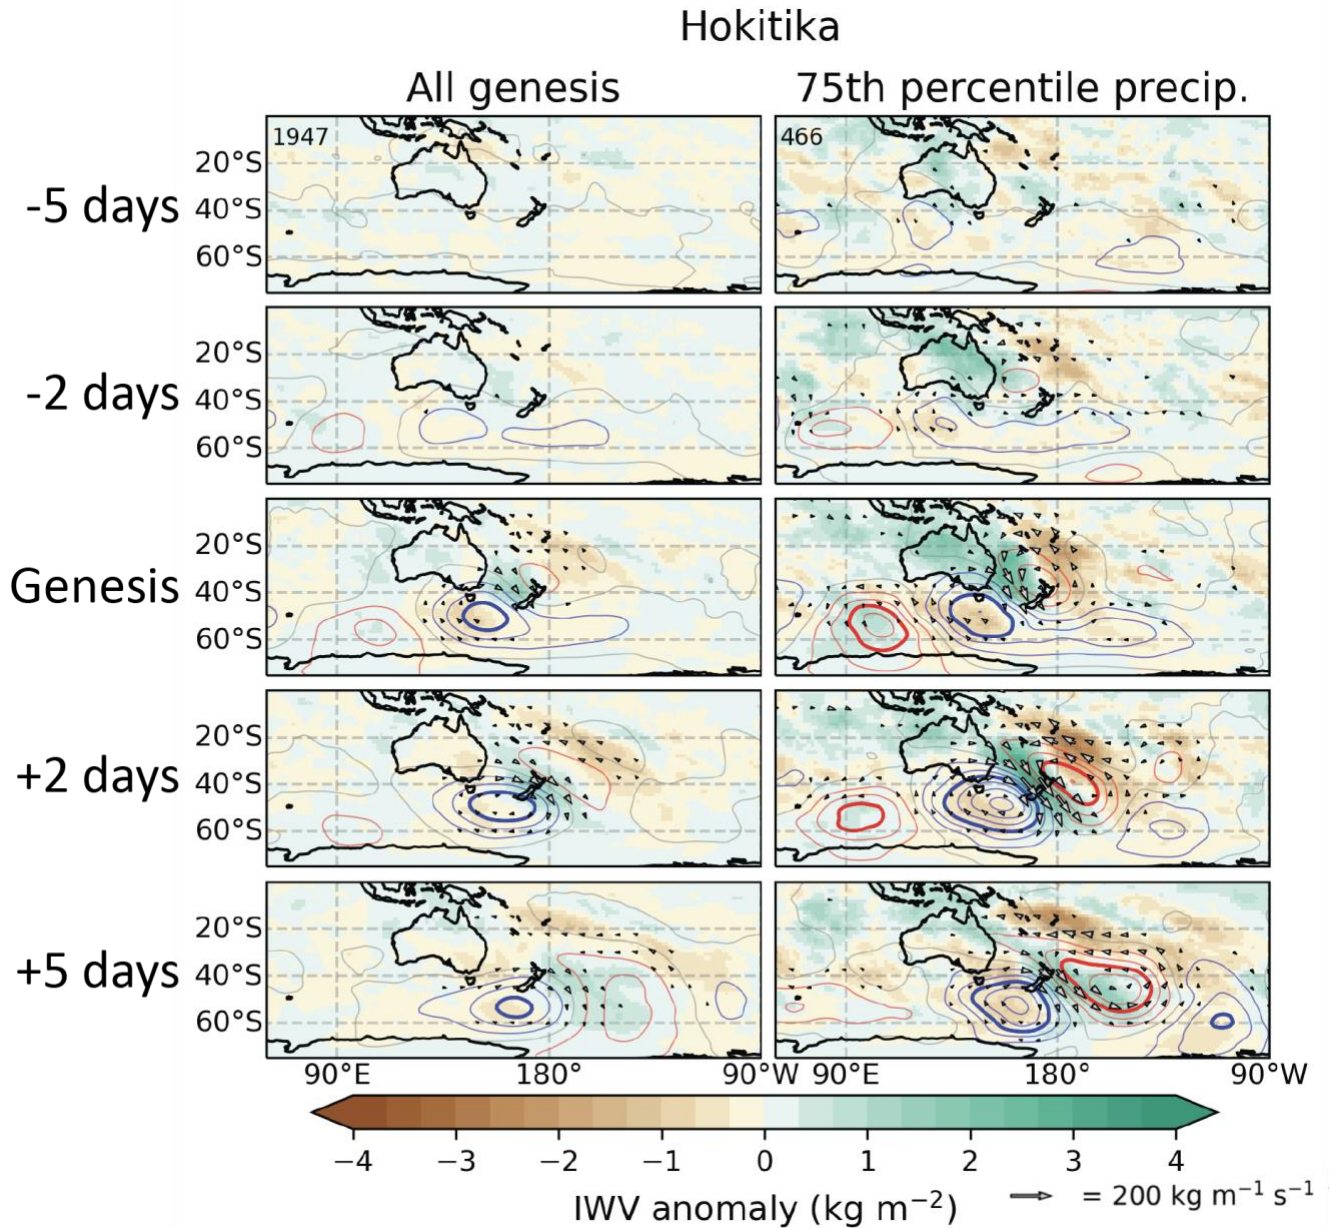 Hokitika
All genesis 75th percentile precip.
-5 days
1947
20°S
40°S
60°S
466
-2 days
20°S
40°S
60°S
Genesis
20°S
40°S
60°S
+2 days
20°S
40°S
60°S
+5 days
20°S
40°S
60°S
90°E 180° 90°W 90°E 180° 90°W
−4 −3 −2 −1 0 1 2 3 4
IWV anomaly (kg m⁻²) = 200 kg m⁻¹ s⁻¹